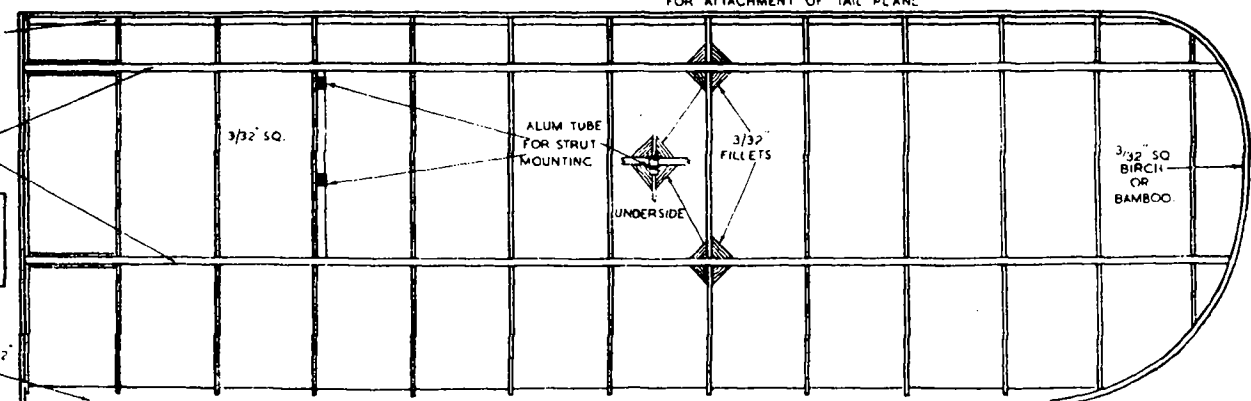 FOR ATTACHMENT OF TAIL PLANE
3/32" SQ.
ALUM TUBE
FOR STRUT
MOUNTING
UNDERSIDE
3/32"
FILLETS
3/32" SQ
BIRCH
OR
BAMBOO.